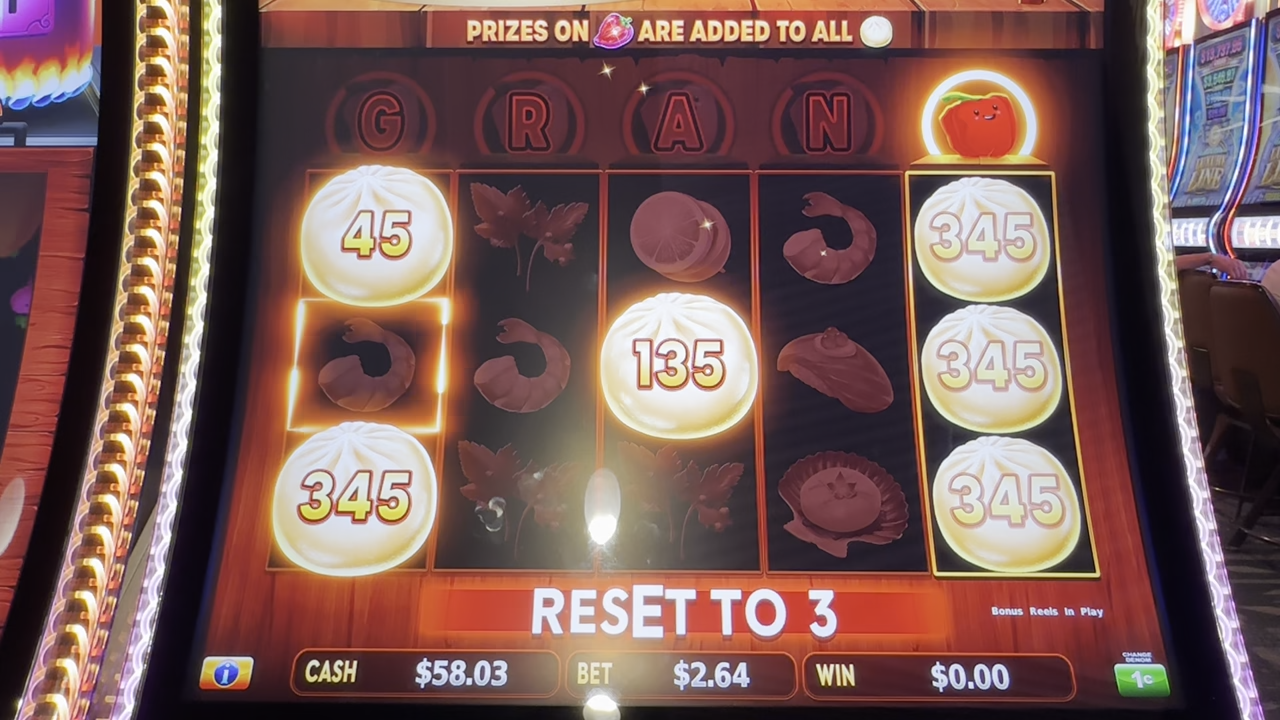 PRIZES ON ARE ADDED TO ALL
G R A N
45 345
135 345
345 345
RESET TO 3
Bonus Reels In Play
CASH $58.03 BET $2.64 WIN $0.00
CHANGE DENOM
1¢